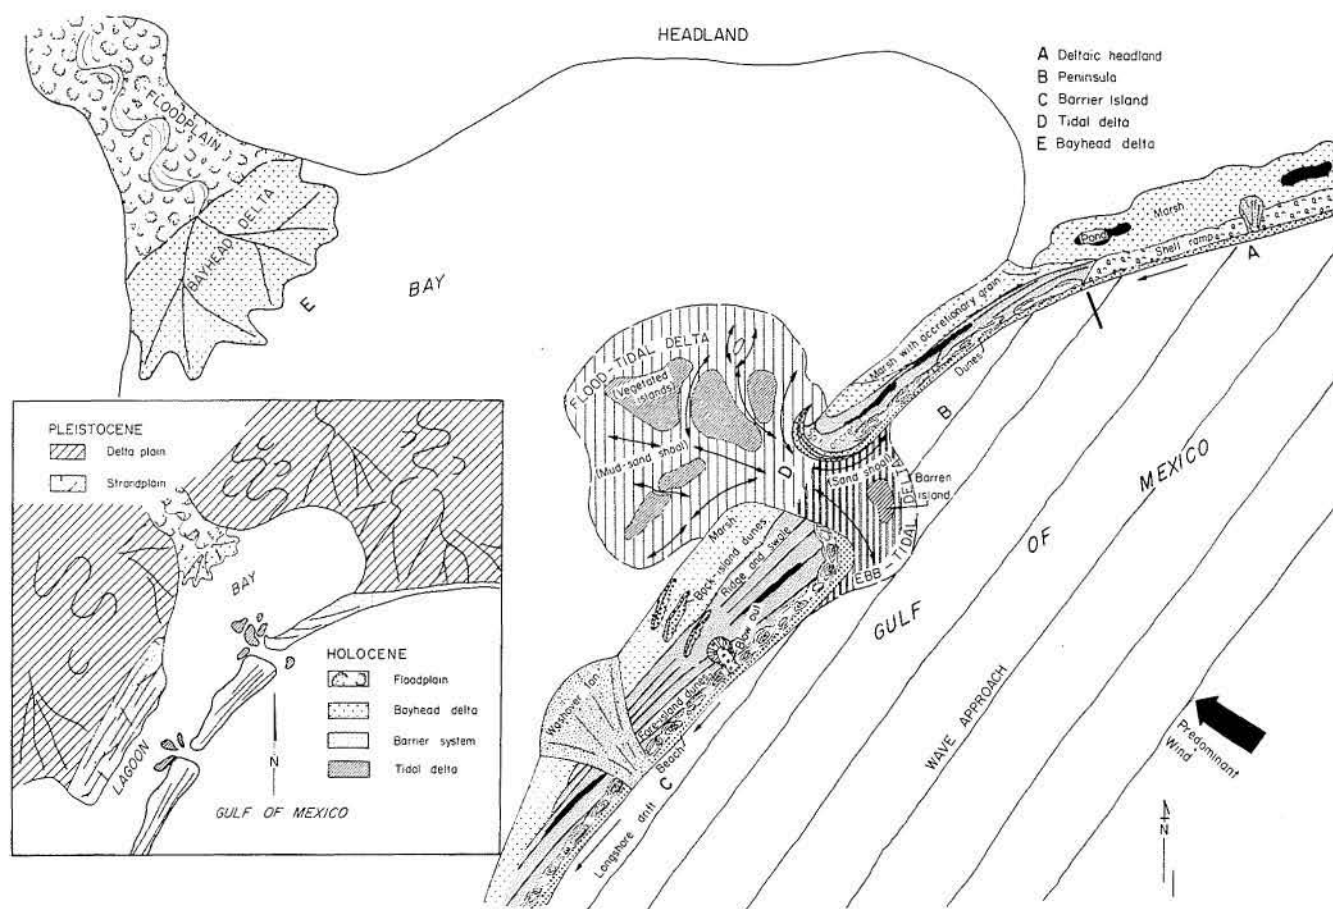 HEADLAND
A Deltaic headland
B Peninsula
C Barrier Island
D Tidal delta
E Bayhead delta
FLOODPLAIN
BAYHEAD DELTA
E
BAY
Marsh
Pond
Shell ramp
A
Marsh with accretionary grain
Dunes
B
FLOOD-TIDAL DELTA
(Vegetated
islands)
(Mud-sand shoal)
D
(Sand shoal)
Barren
Island
EBB-TIDAL DELTA
Marsh
Back-island dunes
Ridge and swale
Blow out
Fore-island dunes
Washover fan
Beach
C
Longshore drift
GULF
OF
MEXICO
WAVE APPROACH
Predominant
Wind
N
PLEISTOCENE
Delta plain
Strandplain
BAY
LAGOON
HOLOCENE
Floodplain
Bayhead delta
Barrier system
Tidal delta
N
GULF OF MEXICO